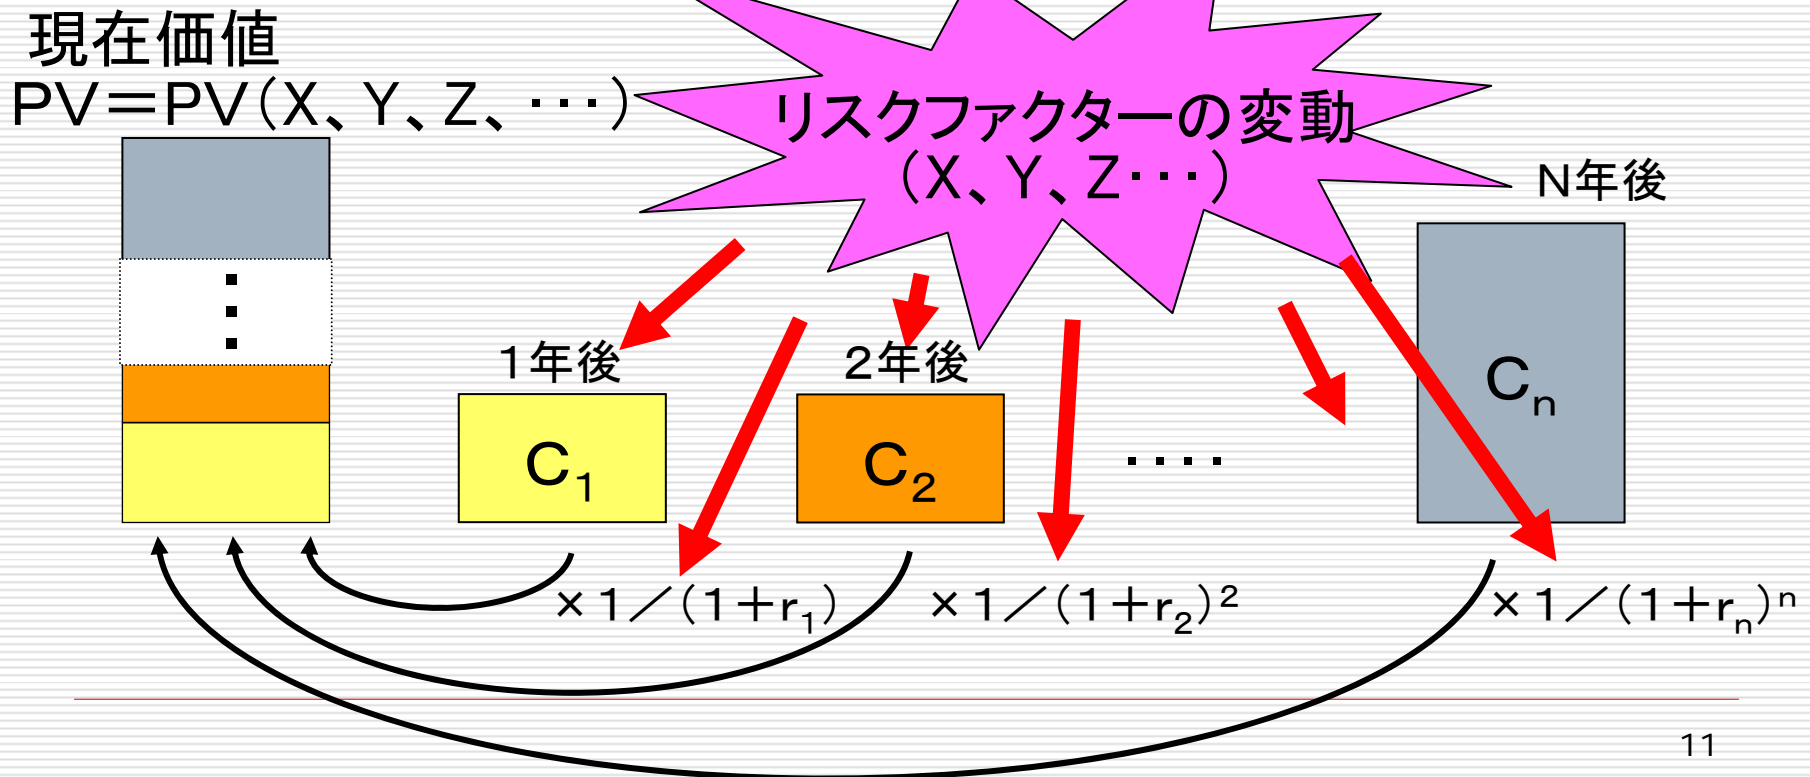 現在価値
PV＝PV（X、Y、Z、・・・）
リスクファクターの変動
（X、Y、Z・・・）
N年後
1年後
2年後
C1
C2
・・・・
Cn
×1／（1＋r1）
×1／（1＋r2）2
×1／（1＋rn）n
11